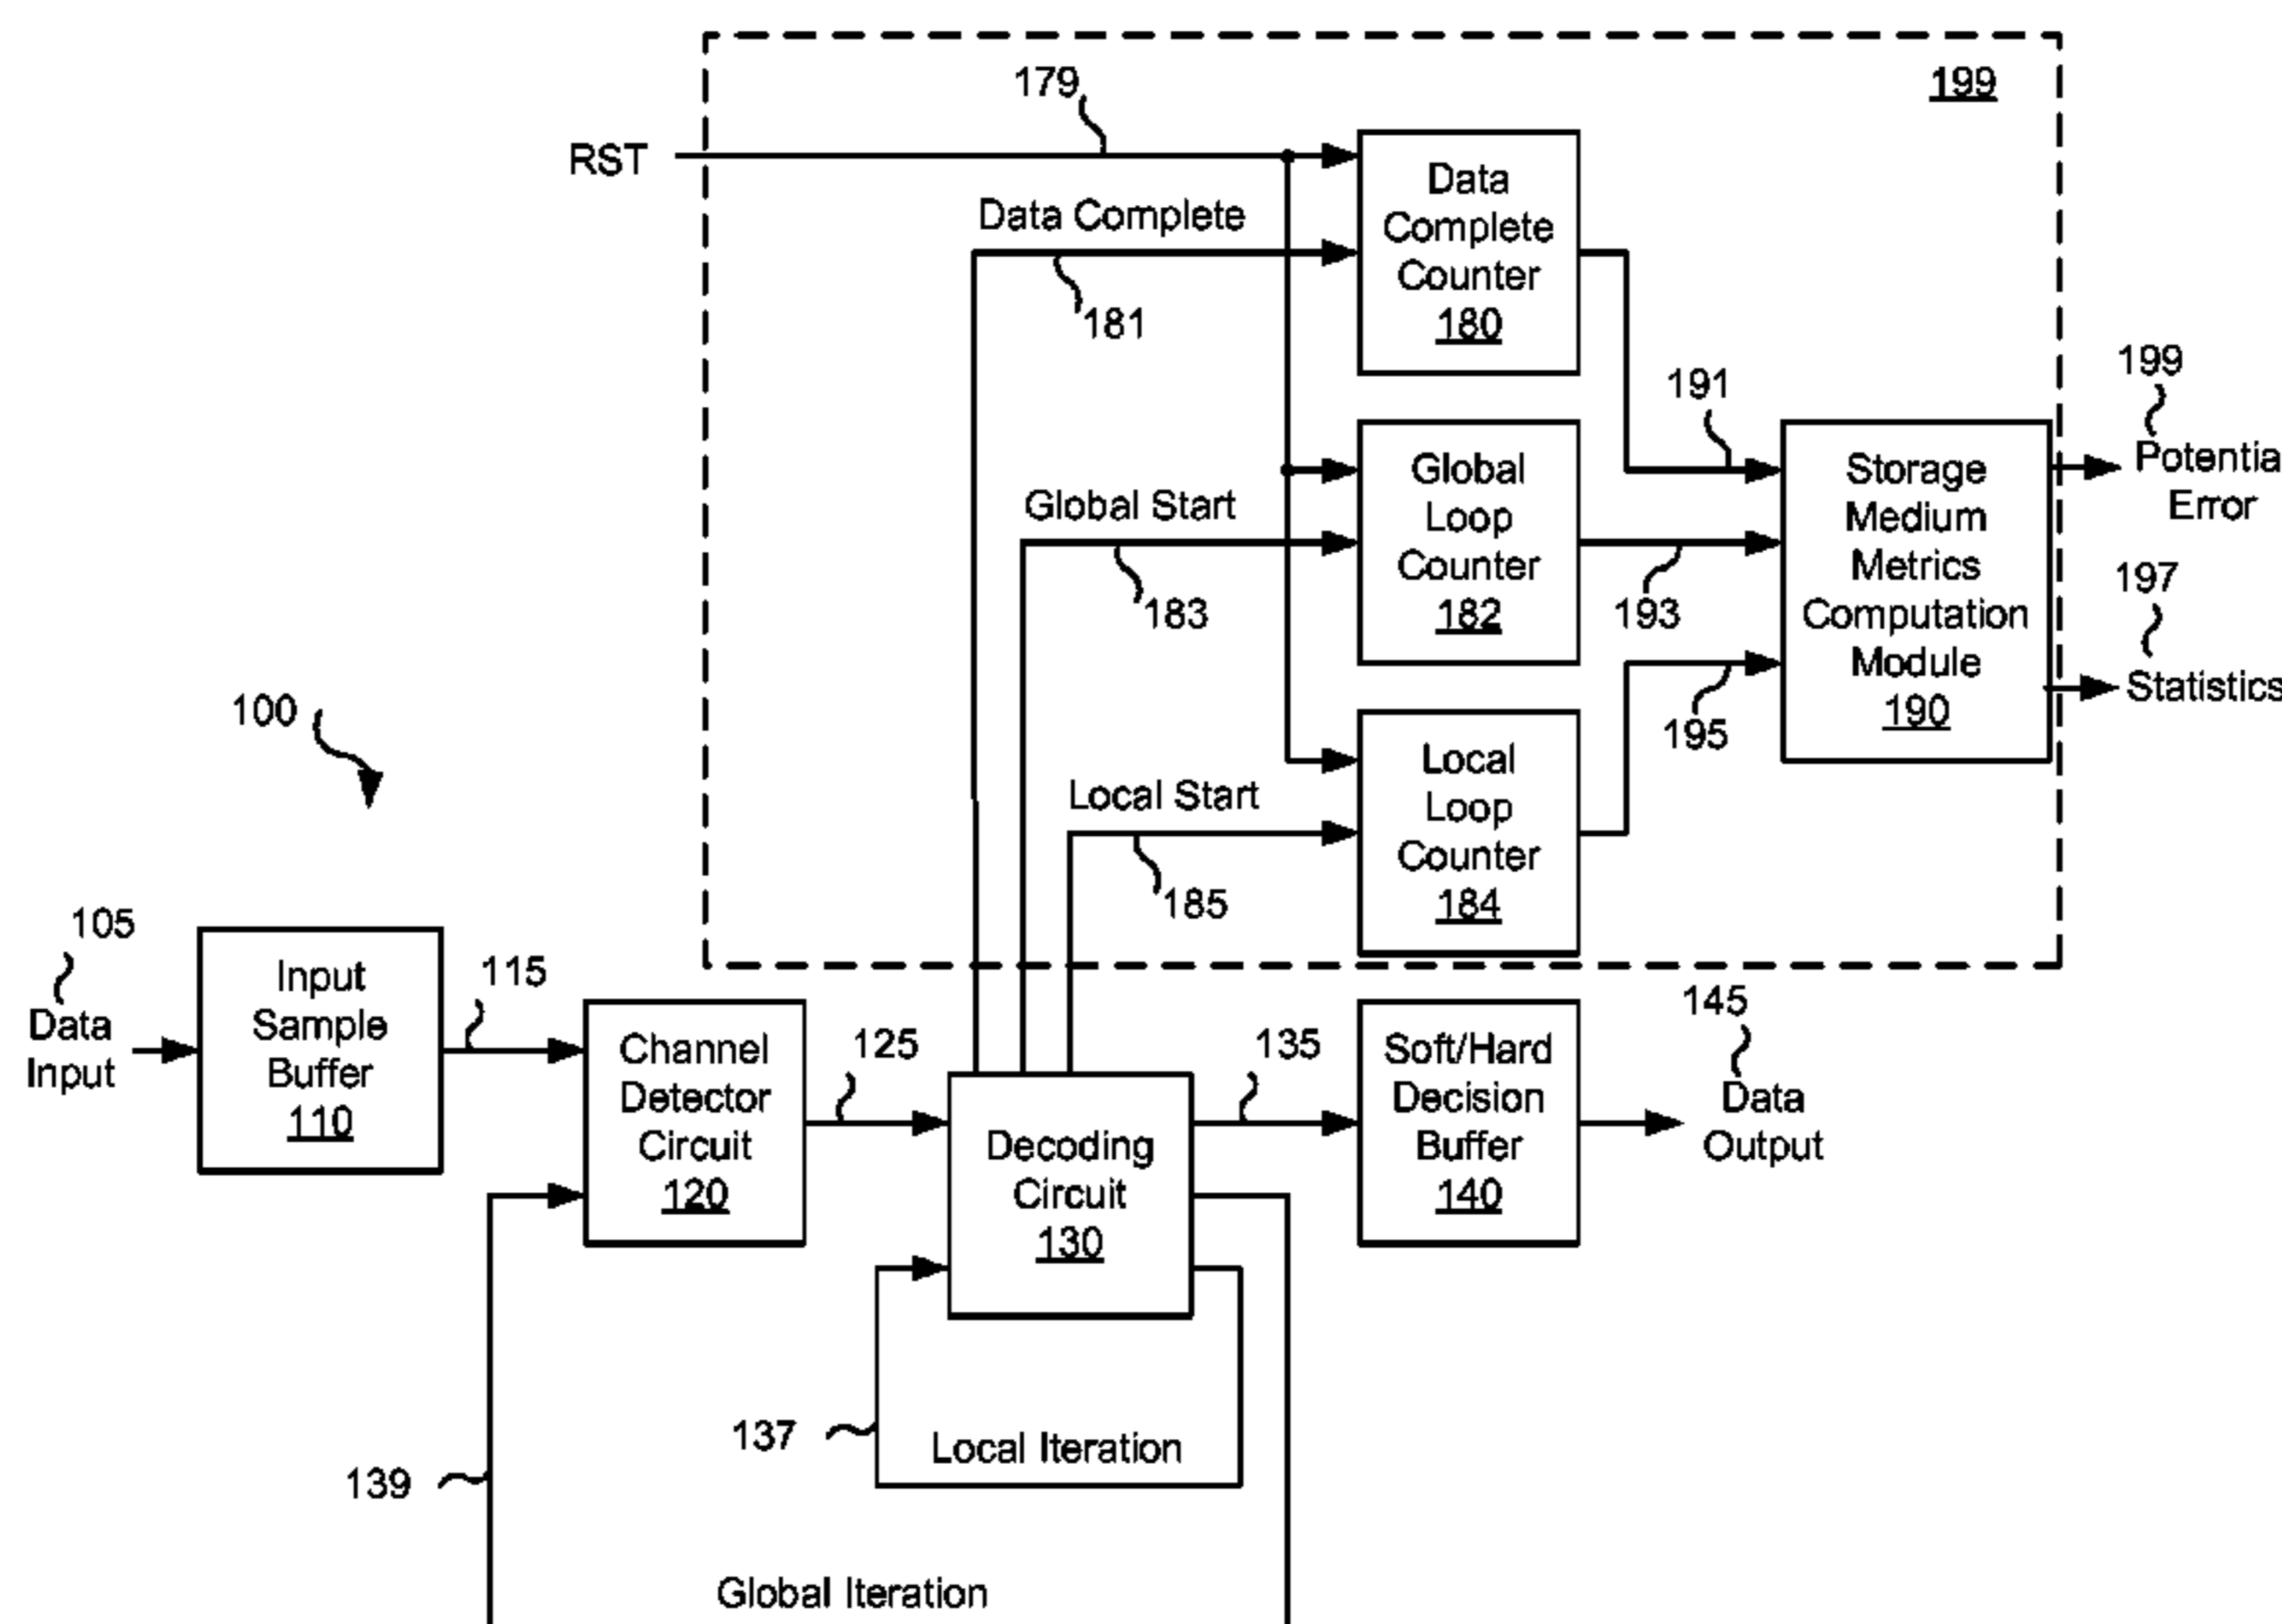 199
179
RST
Data
Complete
Counter
180
Data Complete
181
199
Potentia
Error
191
Global
Loop
Counter
182
Storage
Medium
Metrics
Computation
Module
190
Global Start
183
193
197
Statistics
100
195
Local
Loop
Counter
184
Local Start
185
105
Data
Input
Input
Sample
Buffer
110
115
Channel
Detector
Circuit
120
125
Decoding
Circuit
130
135
Soft/Hard
Decision
Buffer
140
145
Data
Output
137
Local Iteration
139
Global Iteration